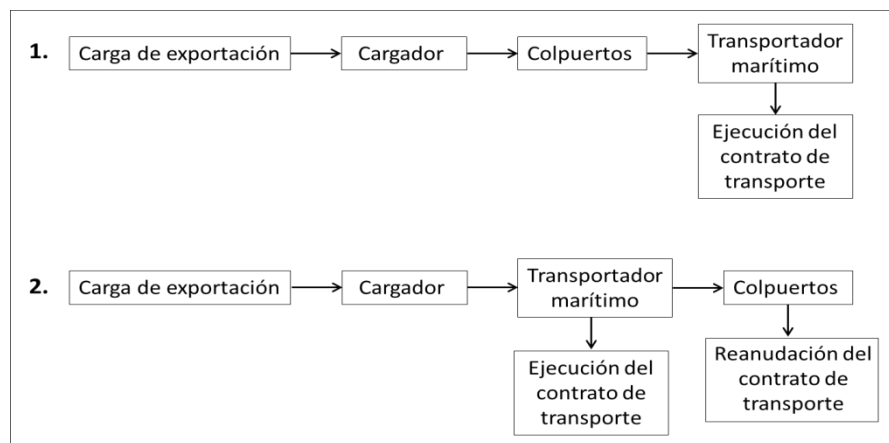 1. Carga de exportación Cargador Colpuertos Transportador
marítimo
Ejecución del
contrato de
transporte
2. Carga de exportación Cargador Transportador
marítimo
Colpuertos
Ejecución del
contrato de
transporte
Reanudación del
contrato de
transporte